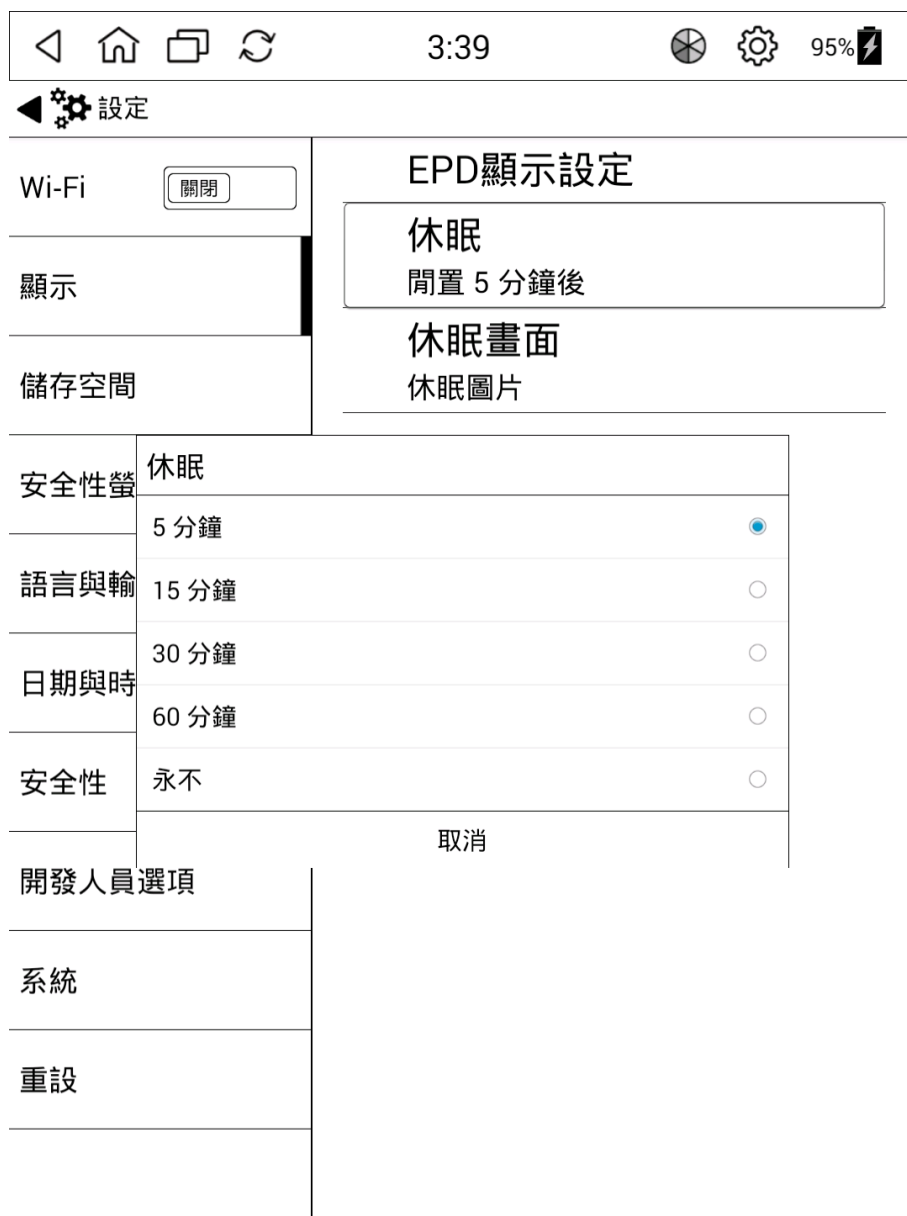 3:39
95%
設定
Wi-Fi
關閉
顯示
儲存空間
安全性螢
語言與輸
日期與時
安全性
開發人員選項
系統
重設
EPD顯示設定
休眠
閒置 5 分鐘後
休眠畫面
休眠圖片
休眠
5 分鐘
15 分鐘
30 分鐘
60 分鐘
永不
取消